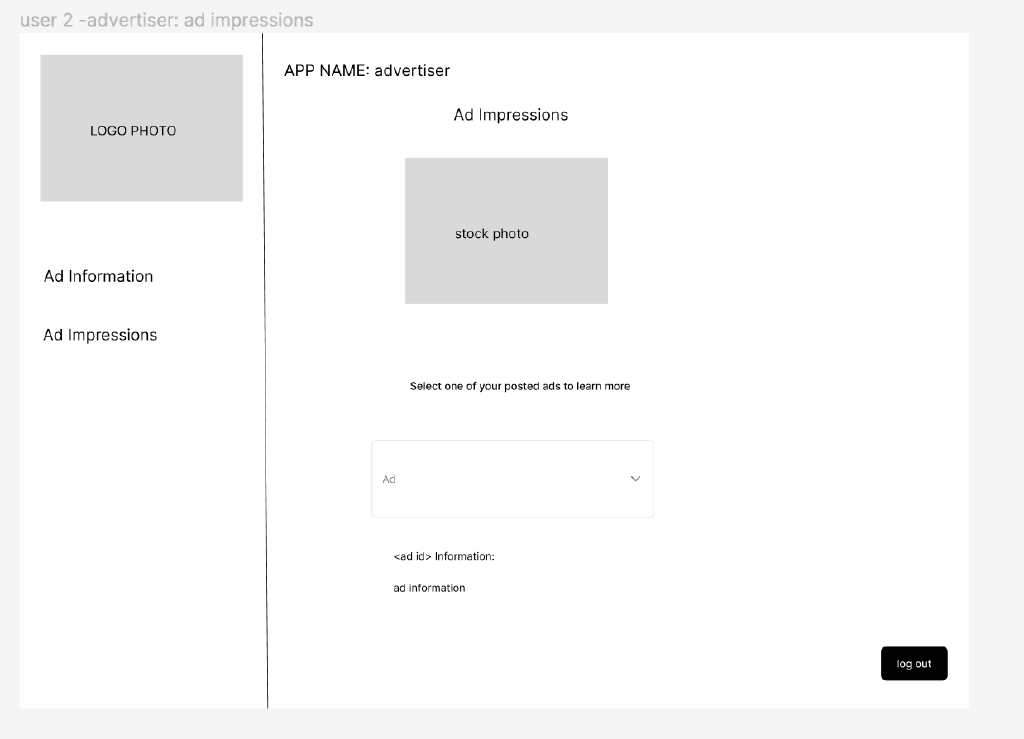 user 2 -advertiser: ad impressions
LOGO PHOTO
Ad Information
Ad Impressions
APP NAME: advertiser
Ad Impressions
stock photo
Select one of your posted ads to learn more
Ad
<ad id> Information:
ad information
log out